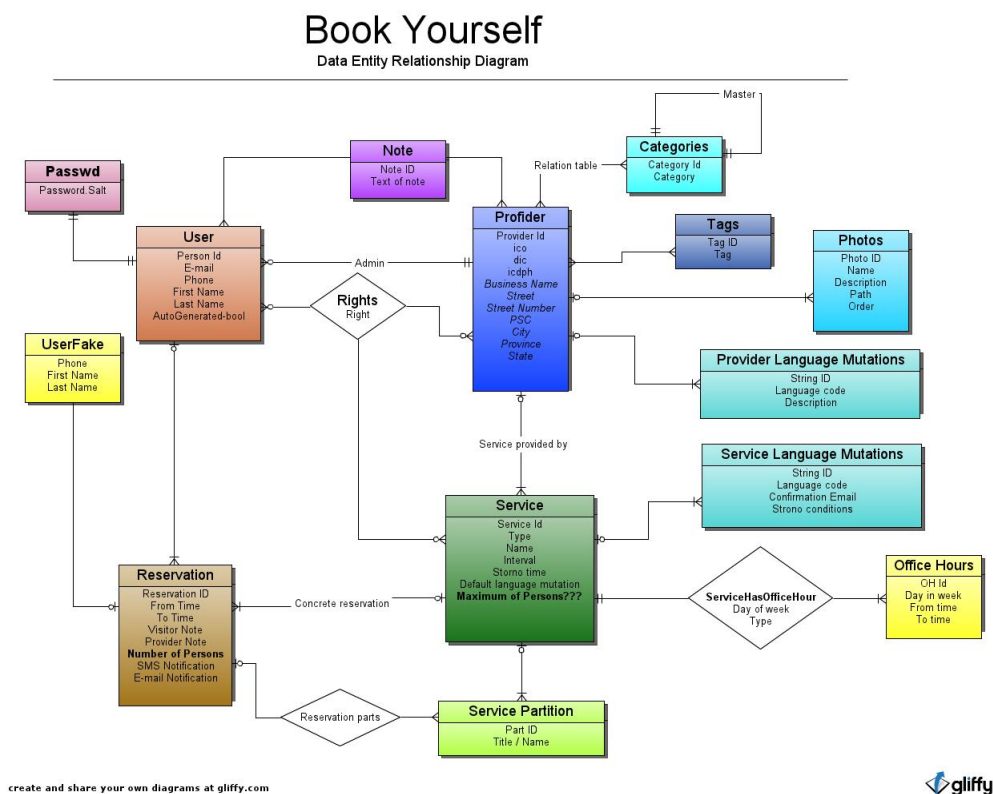 Book Yourself
Data Entity Relationship Diagram
Master
Categories
Category Id
Category
Relation table
Note
Note ID
Text of note
Passwd
Password.Salt
User
Person Id
E-mail
Phone
First Name
Last Name
AutoGenerated-bool
Admin
Rights
Right
Profider
Provider Id
ico
dic
icdph
Business Name
Street
Street Number
PSC
City
Province
State
Tags
Tag ID
Tag
Photos
Photo ID
Name
Description
Path
Order
UserFake
Phone
First Name
Last Name
Provider Language Mutations
String ID
Language code
Description
Service provided by
Service Language Mutations
String ID
Language code
Confirmation Email
Strono conditions
Service
Service Id
Type
Name
Interval
Storno time
Default language mutation
Maximum of Persons???
ServiceHasOfficeHour
Day of week
Type
Office Hours
OH Id
Day in week
From time
To time
Reservation
Reservation ID
From Time
To Time
Visitor Note
Provider Note
Number of Persons
SMS Notification
E-mail Notification
Concrete reservation
Reservation parts
Service Partition
Part ID
Title / Name
create and share your own diagrams at gliffy.com
gliffy